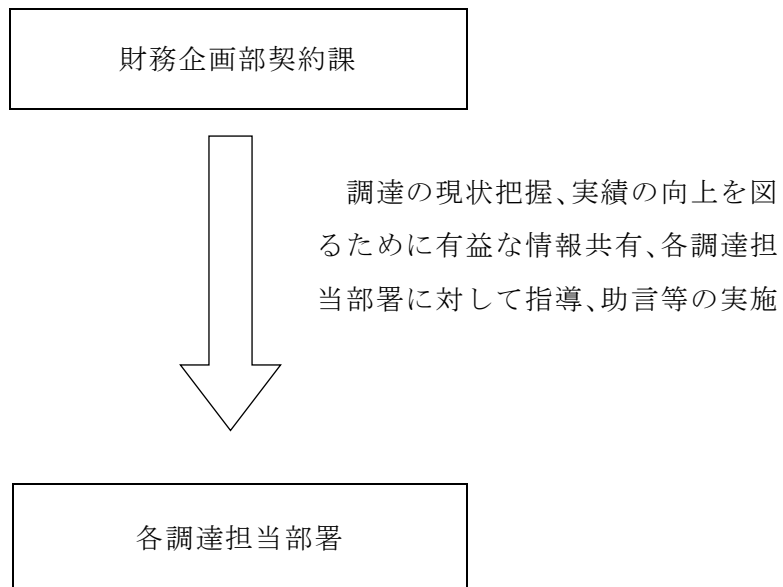 財務企画部契約課
調達の現状把握、実績の向上を図
るために有益な情報共有、各調達担
当部署に対して指導、助言等の実施
各調達担当部署